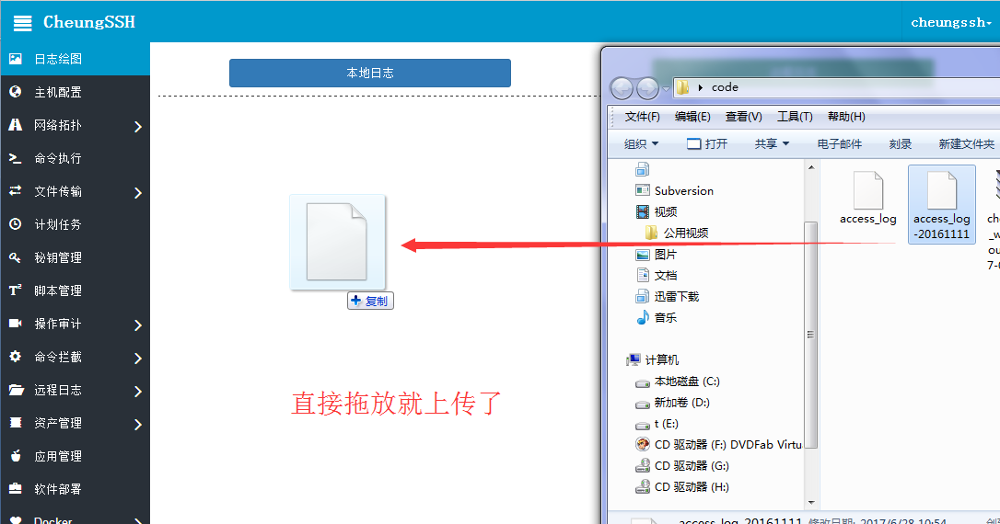 CheungSSH
cheungssh
日志绘图
主机配置
网络拓扑
命令执行
文件传输
计划任务
秘钥管理
脚本管理
操作审计
命令拦截
远程日志
资产管理
应用管理
软件部署
Docker
本地日志
复制
直接拖放就上传了
code
文件(F) 编辑(E) 查看(V) 工具(T) 帮助(H)
组织 打开 共享 电子邮件 刻录 新建文件夹
Subversion
视频
公用视频
图片
文档
迅雷下载
音乐
计算机
本地磁盘 (C:)
新加卷 (D:)
t (E:)
CD 驱动器 (F:) DVDFab Virtu
CD 驱动器 (G:)
CD 驱动器 (H:)
access_log
access_log
-20161111
ch
_w
ou
7-
access_log_20161111 修改日期: 2017/6/28 10:54